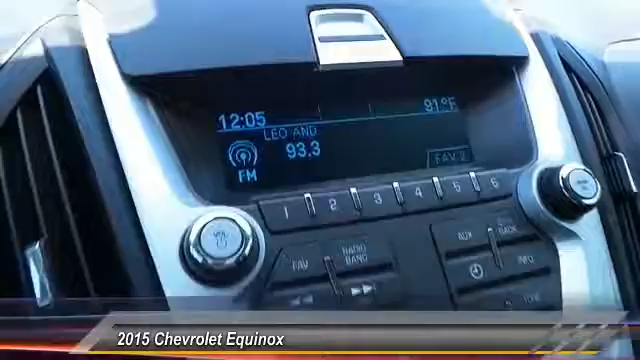 12:05 91°F
LEO AND
93.3
FM FAV 2
1 2 3 4 5 6
FAV RADIO BAND
AUX BACK
INFO
TONE
2015 Chevrolet Equinox